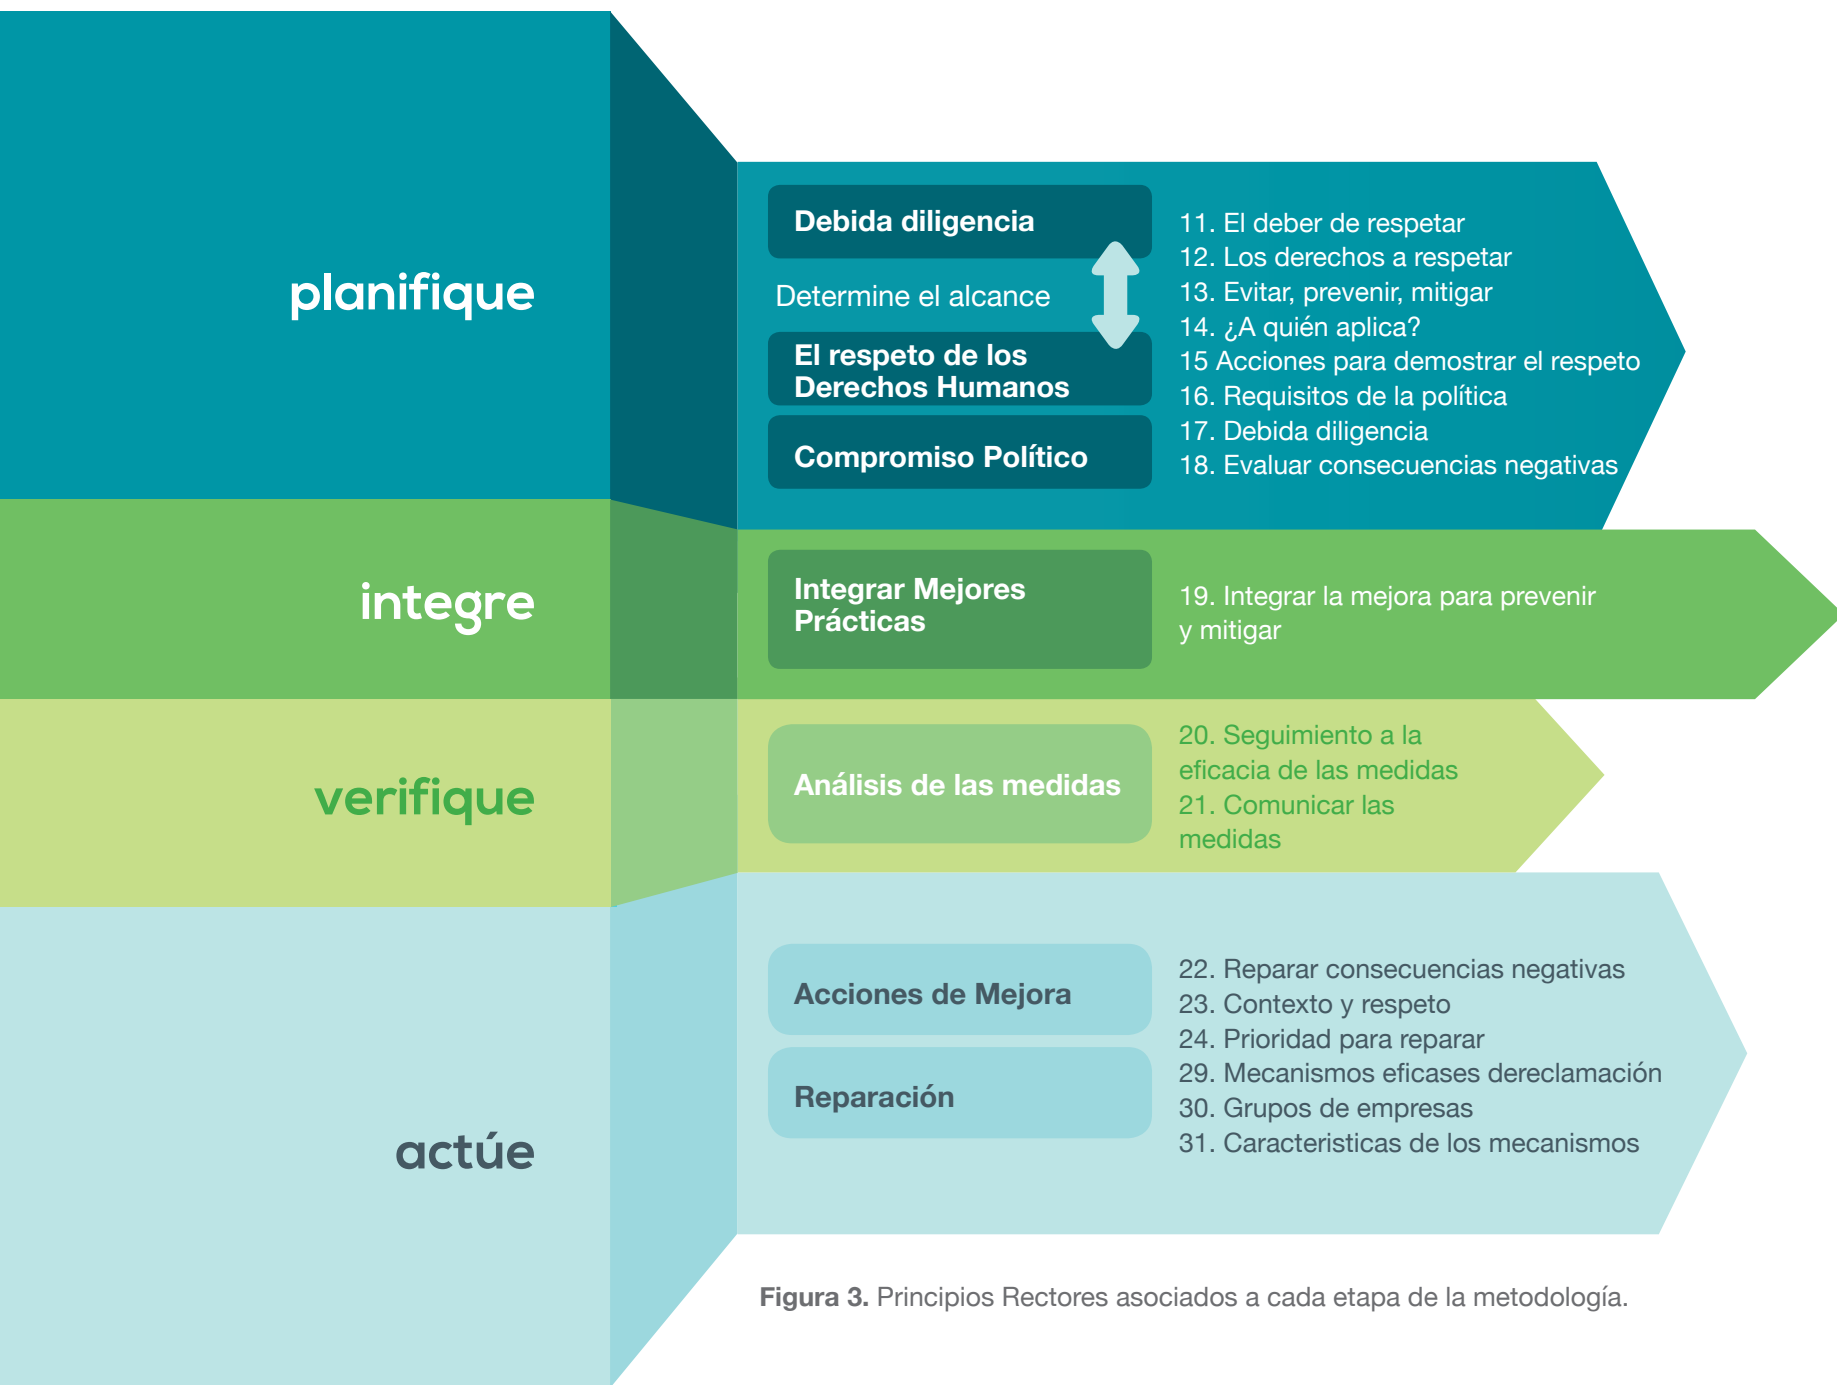 planifique
Debida diligencia
Determine el alcance
El respeto de los
Derechos Humanos
Compromiso Político
11. El deber de respetar
12. Los derechos a respetar
13. Evitar, prevenir, mitigar
14. ¿A quién aplica?
15 Acciones para demostrar el respeto
16. Requisitos de la política
17. Debida diligencia
18. Evaluar consecuencias negativas
integre
Integrar Mejores
Prácticas
19. Integrar la mejora para prevenir
y mitigar
verifique
Análisis de las medidas
20. Seguimiento a la
eficacia de las medidas
21. Comunicar las
medidas
actúe
Acciones de Mejora
Reparación
22. Reparar consecuencias negativas
23. Contexto y respeto
24. Prioridad para reparar
29. Mecanismos eficases dereclamación
30. Grupos de empresas
31. Caracteristicas de los mecanismos
Figura 3. Principios Rectores asociados a cada etapa de la metodología.